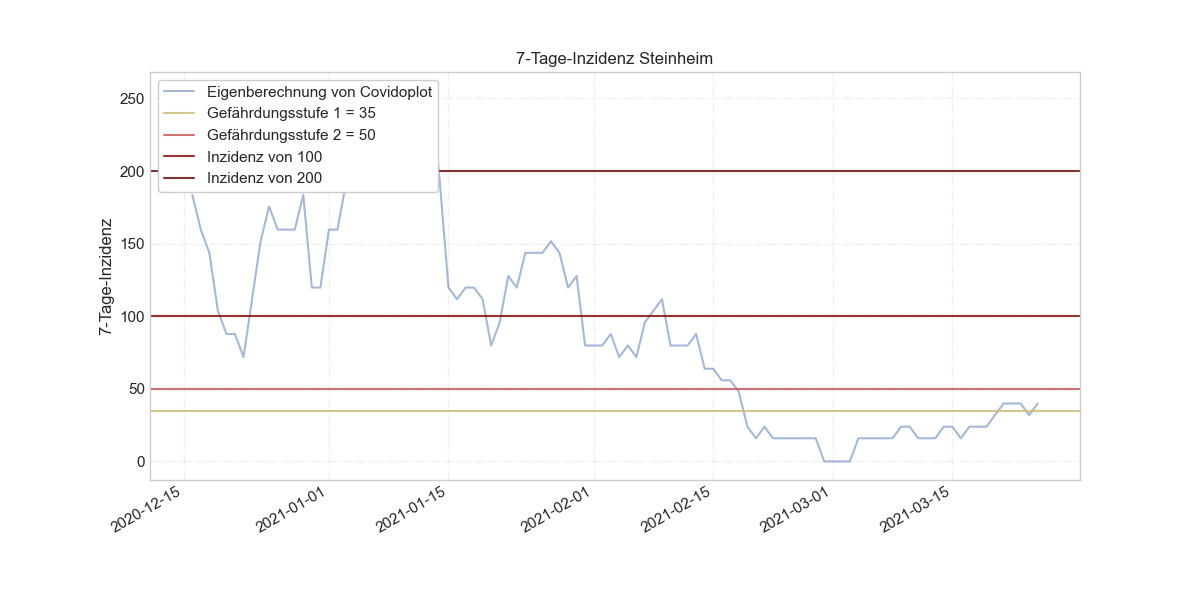 7-Tage-Inzidenz Steinheim
Eigenberechnung von Covidoplot
Gefährdungsstufe 1 = 35
Gefährdungsstufe 2 = 50
Inzidenz von 100
Inzidenz von 200
7-Tage-Inzidenz
250
200
150
100
50
0
2020-12-15
2021-01-01
2021-01-15
2021-02-01
2021-02-15
2021-03-01
2021-03-15